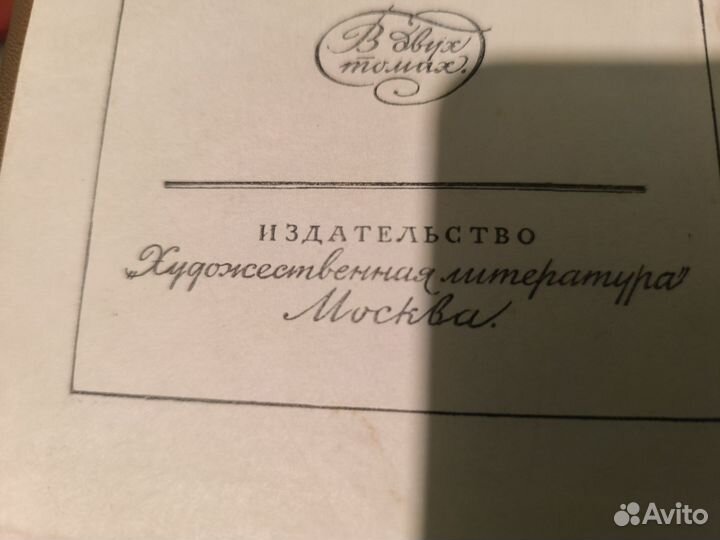 В двух
томах.
ИЗДАТЕЛЬСТВО
„Художественная литература"
Москва.
Avito